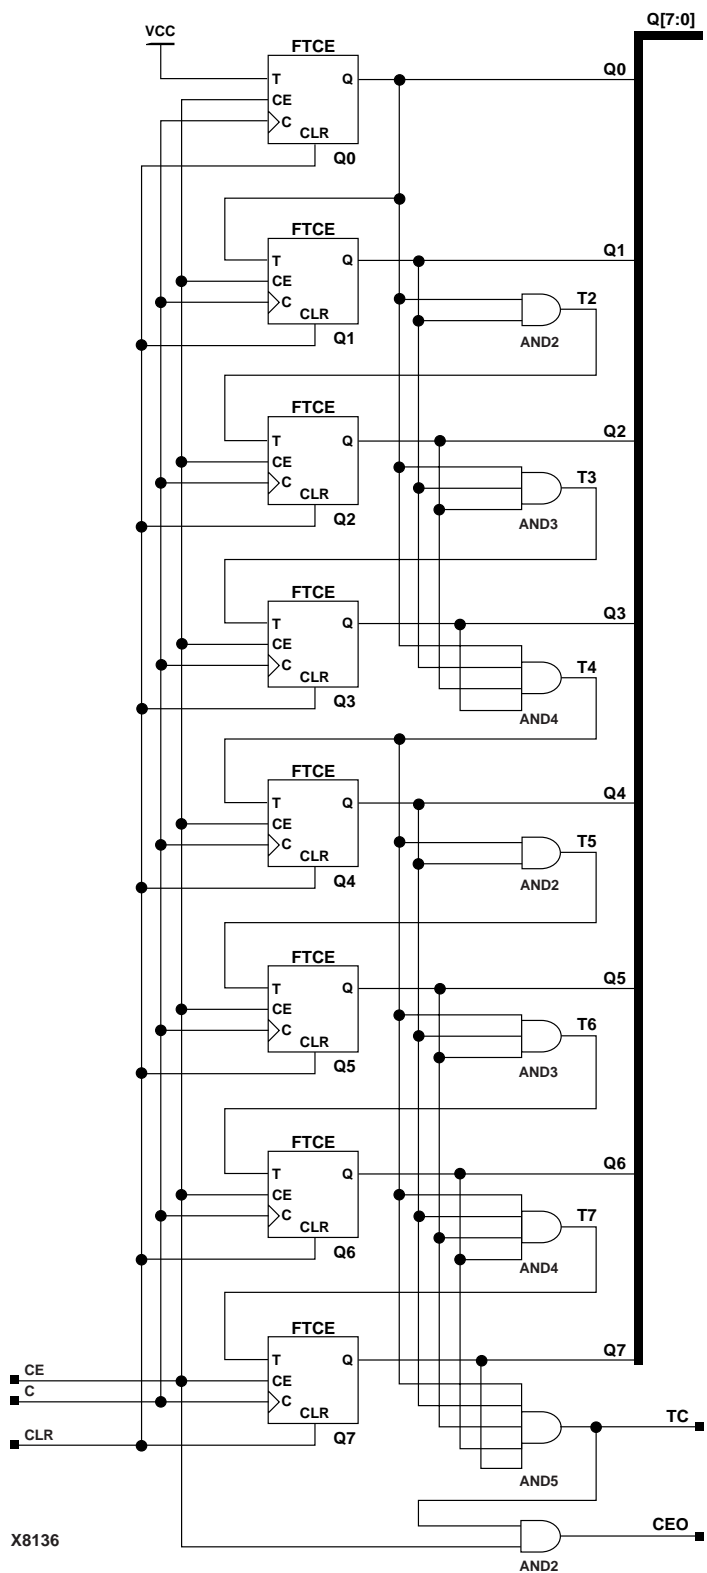 Q[7:0]
VCC
FTCE
T Q Q0
CE
C
CLR
Q0
FTCE
T Q Q1
CE
C T2
CLR
Q1 AND2
FTCE
T Q Q2
CE
C T3
CLR
Q2 AND3
FTCE
T Q Q3
CE
C T4
CLR
Q3 AND4
FTCE
T Q Q4
CE
C T5
CLR
Q4 AND2
FTCE
T Q Q5
CE
C T6
CLR
Q5 AND3
FTCE
T Q Q6
CE
C T7
CLR
Q6 AND4
FTCE
T Q Q7
CE CE
C C
CLR TC
CLR Q7
AND5
CEO
X8136
AND2